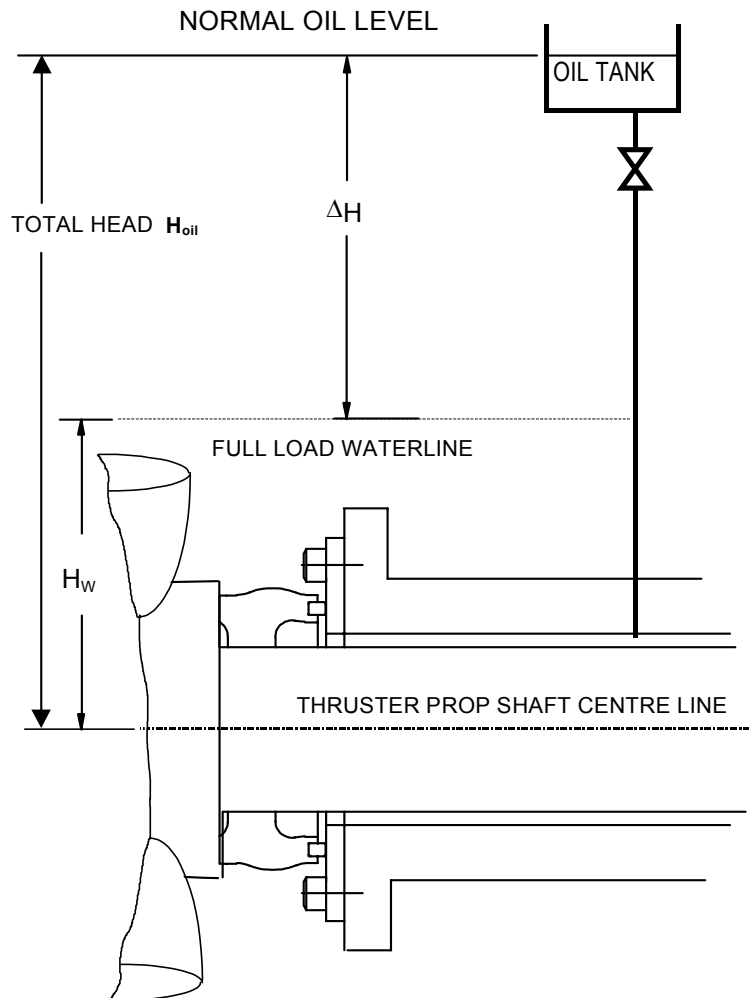 NORMAL OIL LEVEL
OIL TANK
ΔH
TOTAL HEAD Hoil
FULL LOAD WATERLINE
HW
THRUSTER PROP SHAFT CENTRE LINE